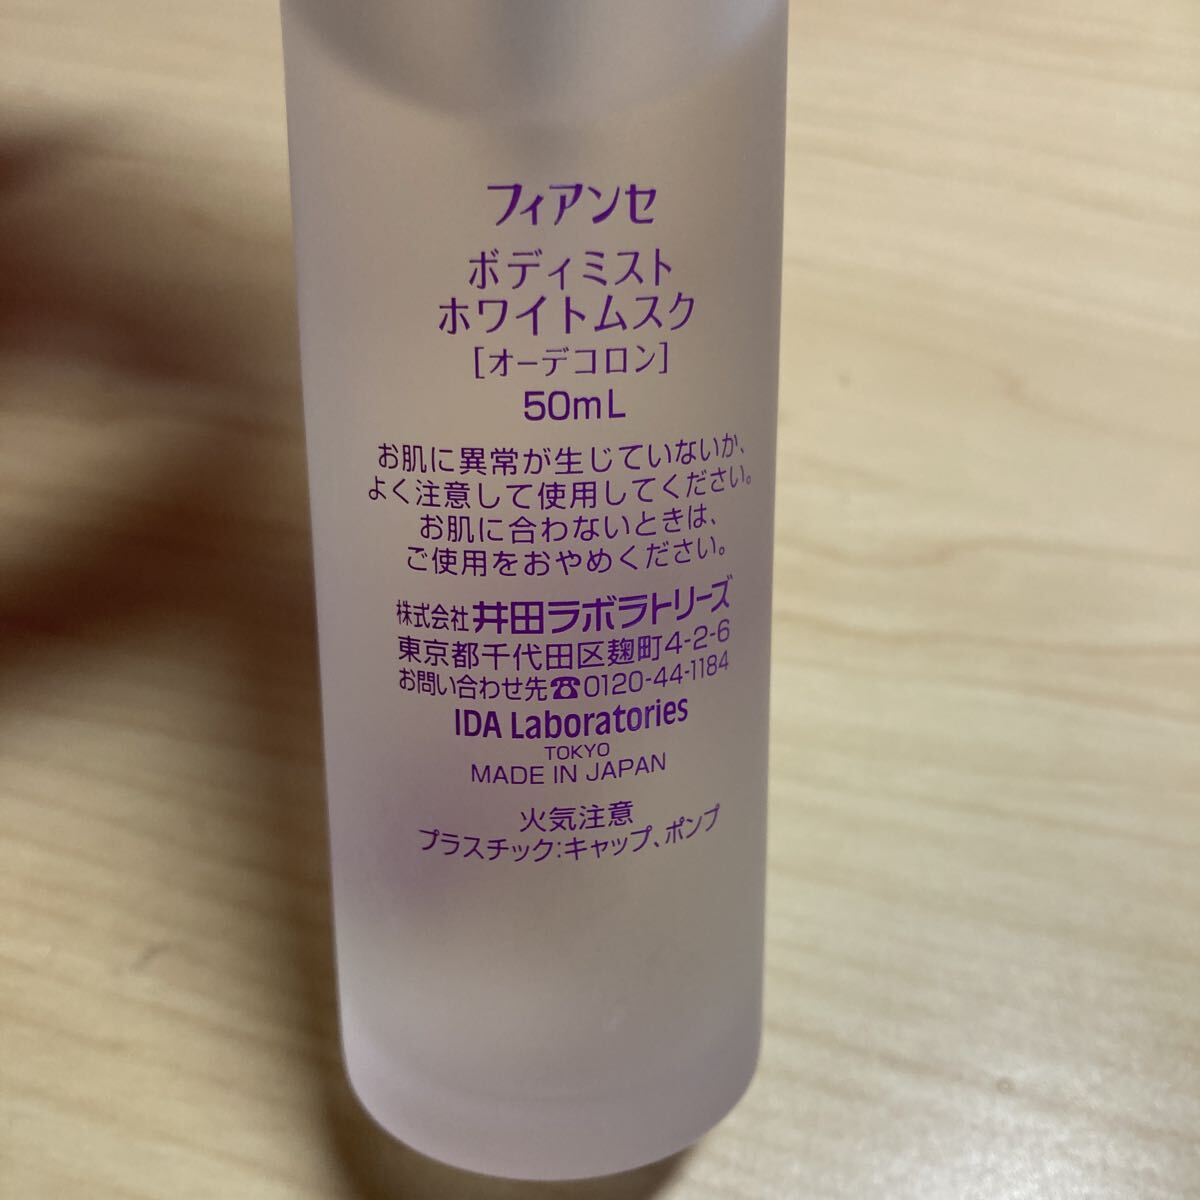 フィアンセ
ボディミスト
ホワイトムスク
[オーデコロン]
50mL
お肌に異常が生じていないか、
よく注意して使用してください。
お肌に合わないときは、
ご使用をおやめください。
株式会社 井田ラボラトリーズ
東京都千代田区麹町4-2-6
お問い合わせ先☎0120-44-1184
IDA Laboratories
TOKYO
MADE IN JAPAN
火気注意
プラスチック:キャップ、ポンプ